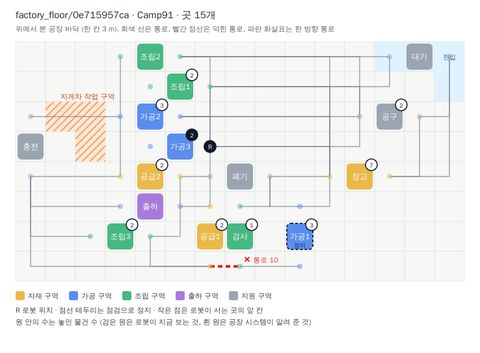 factory_floor/0e715957ca · Camp91 · 곳 15개
위에서 본 공장 바닥 (한 칸 3 m). 회색 선은 통로, 빨간 점선은 막힌 통로, 파란 화살표는 한 방향 통로
조립2 대기 진입
조립1 2
지게차 작업 구역
가공2 3 공구 2
충전 가공3 2 R
공급2 2 폐기 창고 7
출하
조립3 2 공급1 2 검사 1 가공1 3
정지
✕ 통로 10
자재 구역 가공 구역 조립 구역 출하 구역 지원 구역
R 로봇 위치 · 점선 테두리는 점검으로 정지 · 작은 점은 로봇이 서는 곳의 앞 칸
원 안의 수는 놓인 물건 수 (검은 원은 로봇이 지금 보는 것, 흰 원은 공장 시스템이 알려 준 것)